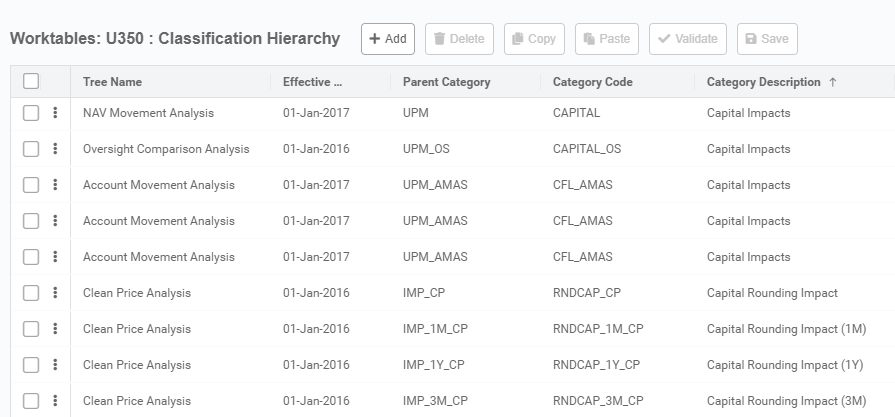 Worktables: U350 : Classification Hierarchy Add Delete Copy Paste Validate Save
Tree Name Effective ... Parent Category Category Code Category Description
NAV Movement Analysis 01-Jan-2017 UPM CAPITAL Capital Impacts
Oversight Comparison Analysis 01-Jan-2016 UPM_OS CAPITAL_OS Capital Impacts
Account Movement Analysis 01-Jan-2017 UPM_AMAS CFL_AMAS Capital Impacts
Account Movement Analysis 01-Jan-2017 UPM_AMAS CFL_AMAS Capital Impacts
Account Movement Analysis 01-Jan-2017 UPM_AMAS CFL_AMAS Capital Impacts
Clean Price Analysis 01-Jan-2016 IMP_CP RNDCAP_CP Capital Rounding Impact
Clean Price Analysis 01-Jan-2016 IMP_1M_CP RNDCAP_1M_CP Capital Rounding Impact (1M)
Clean Price Analysis 01-Jan-2016 IMP_1Y_CP RNDCAP_1Y_CP Capital Rounding Impact (1Y)
Clean Price Analysis 01-Jan-2016 IMP_3M_CP RNDCAP_3M_CP Capital Rounding Impact (3M)